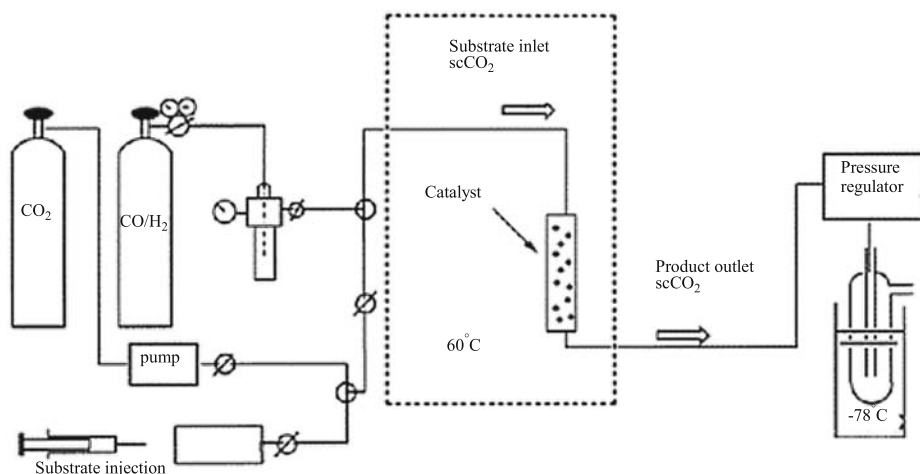 Substrate inlet
scCO₂
CO₂
CO/H₂
Catalyst
Pressure
regulator
Product outlet
scCO₂
60°C
pump
-78°C
Substrate injection